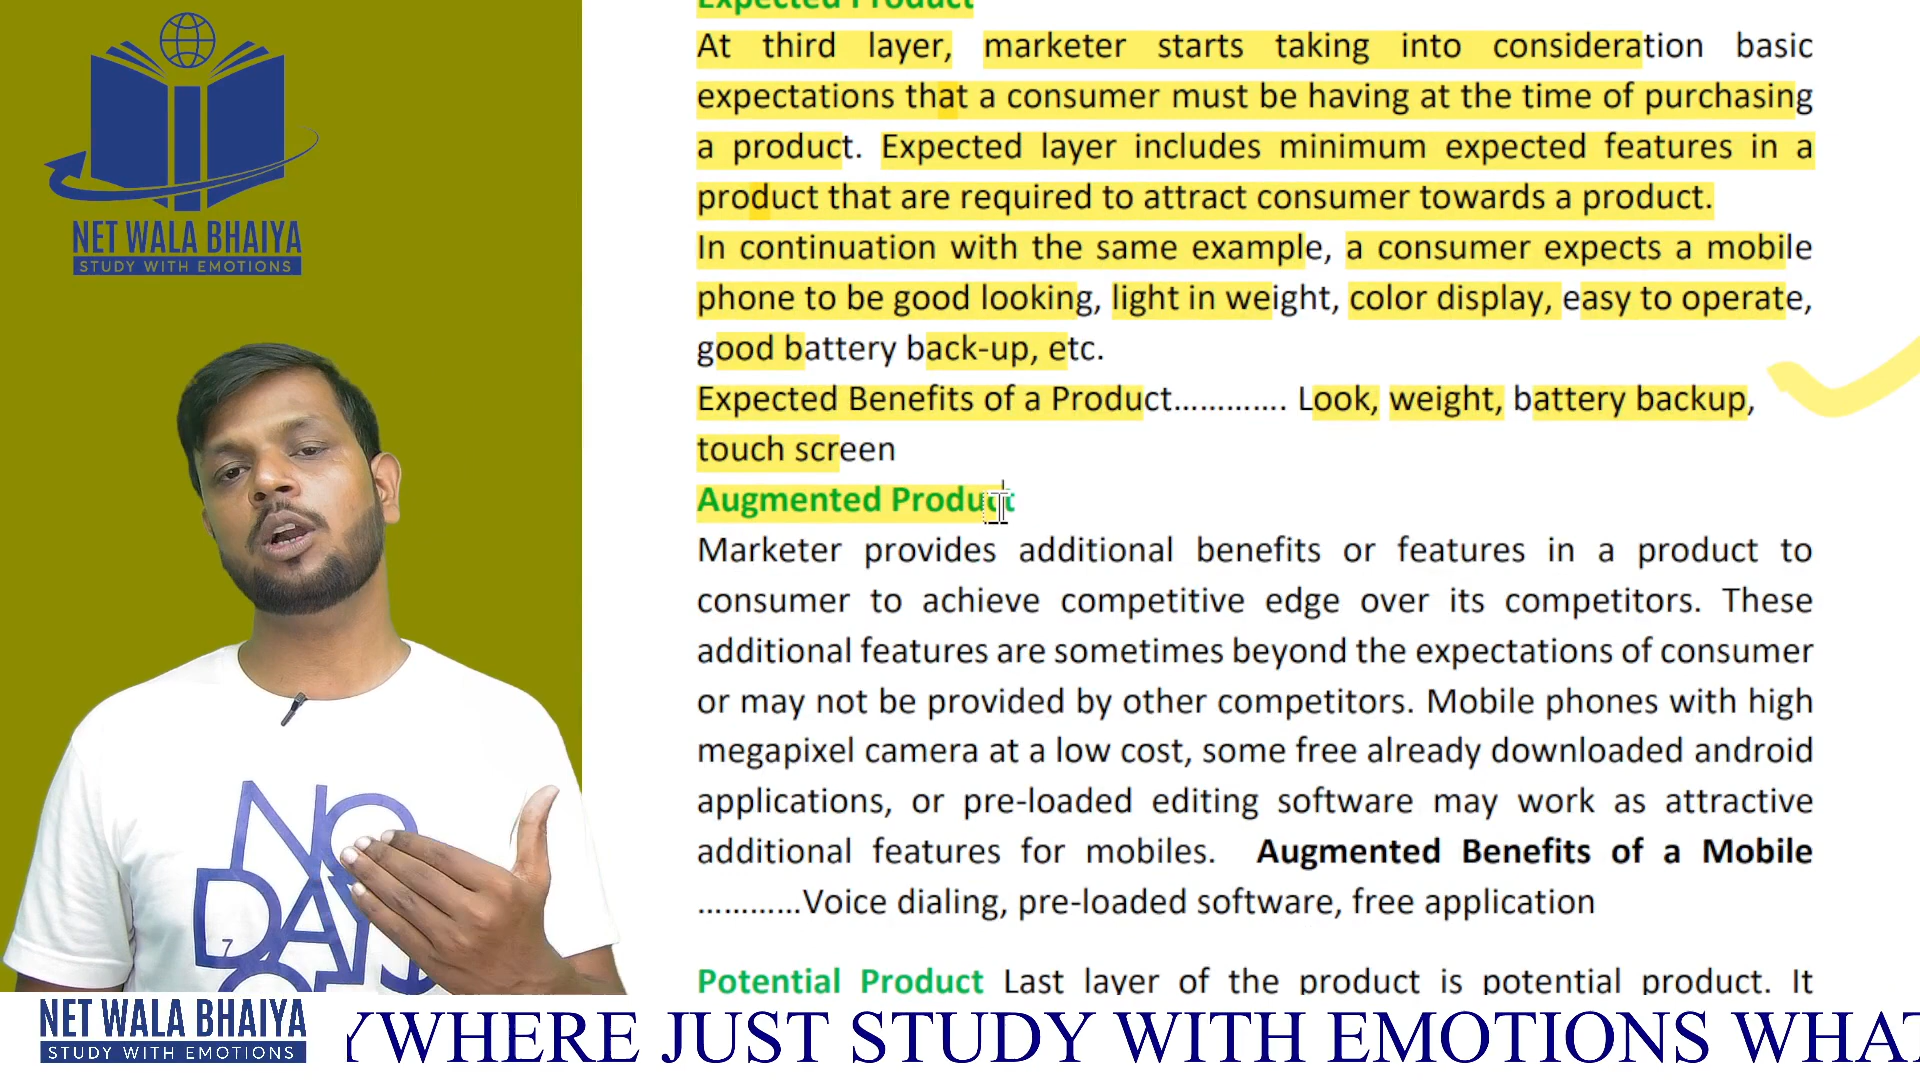 NET WALA BHAIYA
STUDY WITH EMOTIONS
Expected Product
At third layer, marketer starts taking into consideration basic
expectations that a consumer must be having at the time of purchasing
a product. Expected layer includes minimum expected features in a
product that are required to attract consumer towards a product.
In continuation with the same example, a consumer expects a mobile
phone to be good looking, light in weight, color display, easy to operate,
good battery back-up, etc.
Expected Benefits of a Product…………. Look, weight, battery backup,
touch screen
Augmented Product
Marketer provides additional benefits or features in a product to
consumer to achieve competitive edge over its competitors. These
additional features are sometimes beyond the expectations of consumer
or may not be provided by other competitors. Mobile phones with high
megapixel camera at a low cost, some free already downloaded android
applications, or pre-loaded editing software may work as attractive
additional features for mobiles. Augmented Benefits of a Mobile
…………Voice dialing, pre-loaded software, free application
Potential Product Last layer of the product is potential product. It
NO
DAYS
7
NET WALA BHAIYA
STUDY WITH EMOTIONS
YWHERE JUST STUDY WITH EMOTIONS WHAT